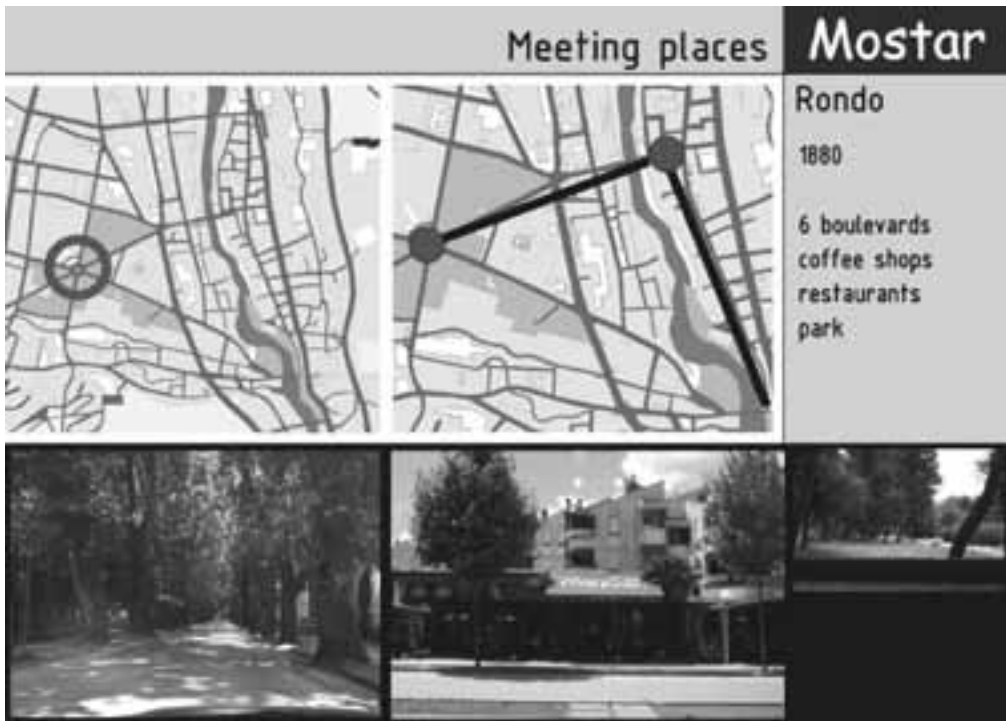 Meeting places
Mostar
Rondo
1880
6 boulevards
coffee shops
restaurants
park